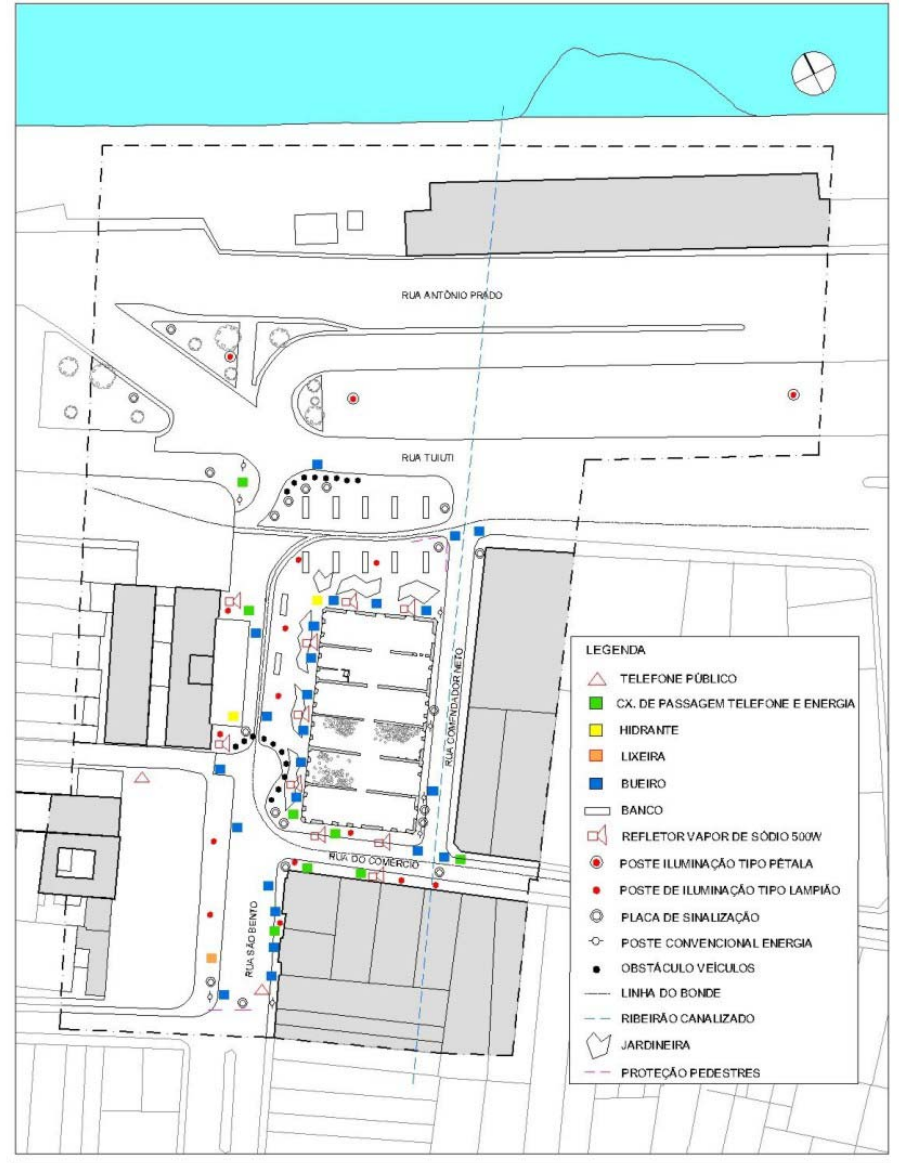 RUA ANTÔNIO PRADO
RUA TUIUTI
RUA COMENDADOR NETO
RUA DO COMÉRCIO
RUA SÃO BENTO
LEGENDA
TELEFONE PÚBLICO
CX. DE PASSAGEM TELEFONE E ENERGIA
HIDRANTE
LIXEIRA
BUEIRO
BANCO
REFLETOR VAPOR DE SÓDIO 500W
POSTE ILUMINAÇÃO TIPO PÉTALA
POSTE DE ILUMINAÇÃO TIPO LAMPIÃO
PLACA DE SINALIZAÇÃO
POSTE CONVENCIONAL ENERGIA
OBSTÁCULO VEÍCULOS
LINHA DO BONDE
RIBEIRÃO CANALIZADO
JARDINEIRA
PROTEÇÃO PEDESTRES